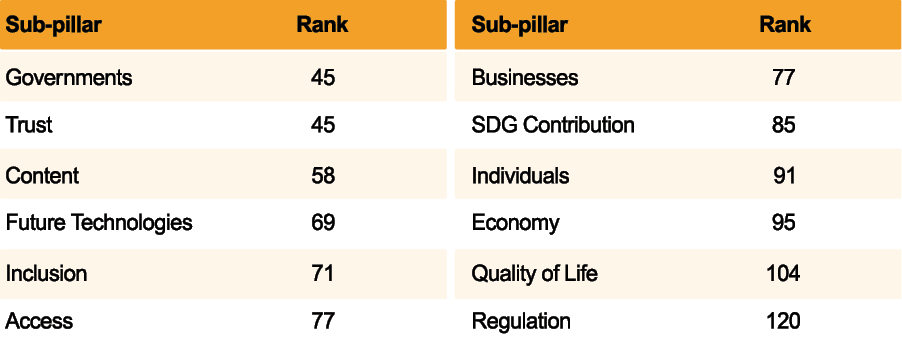 Sub-pillar Rank Sub-pillar Rank
Governments 45 Businesses 77
Trust 45 SDG Contribution 85
Content 58 Individuals 91
Future Technologies 69 Economy 95
Inclusion 71 Quality of Life 104
Access 77 Regulation 120